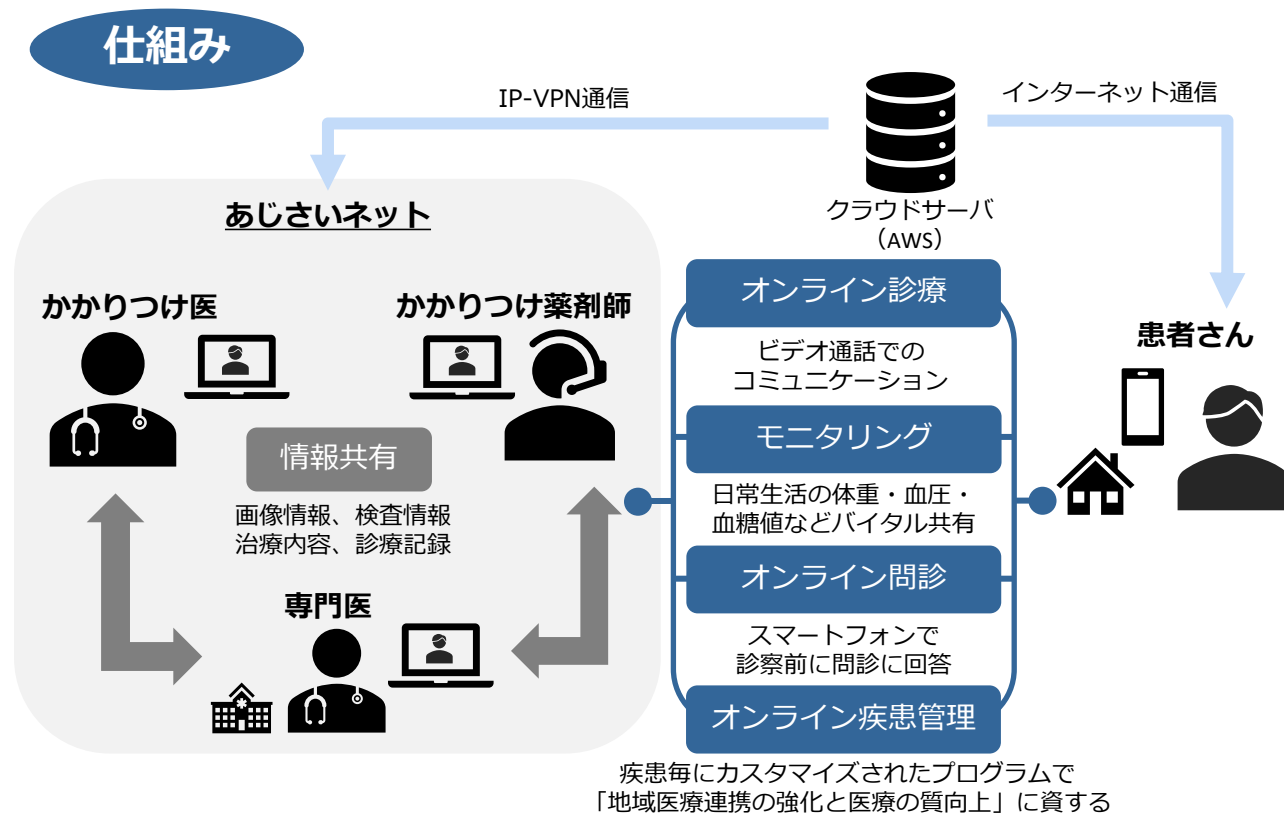 仕組み
IP-VPN通信
インターネット通信
クラウドサーバ
（AWS）
あじさいネット
かかりつけ医
かかりつけ薬剤師
情報共有
画像情報、検査情報
治療内容、診療記録
専門医
オンライン診療
ビデオ通話での
コミュニケーション
モニタリング
日常生活の体重・血圧・
血糖値などバイタル共有
オンライン問診
スマートフォンで
診察前に問診に回答
オンライン疾患管理
疾患毎にカスタマイズされたプログラムで
「地域医療連携の強化と医療の質向上」に資する
患者さん